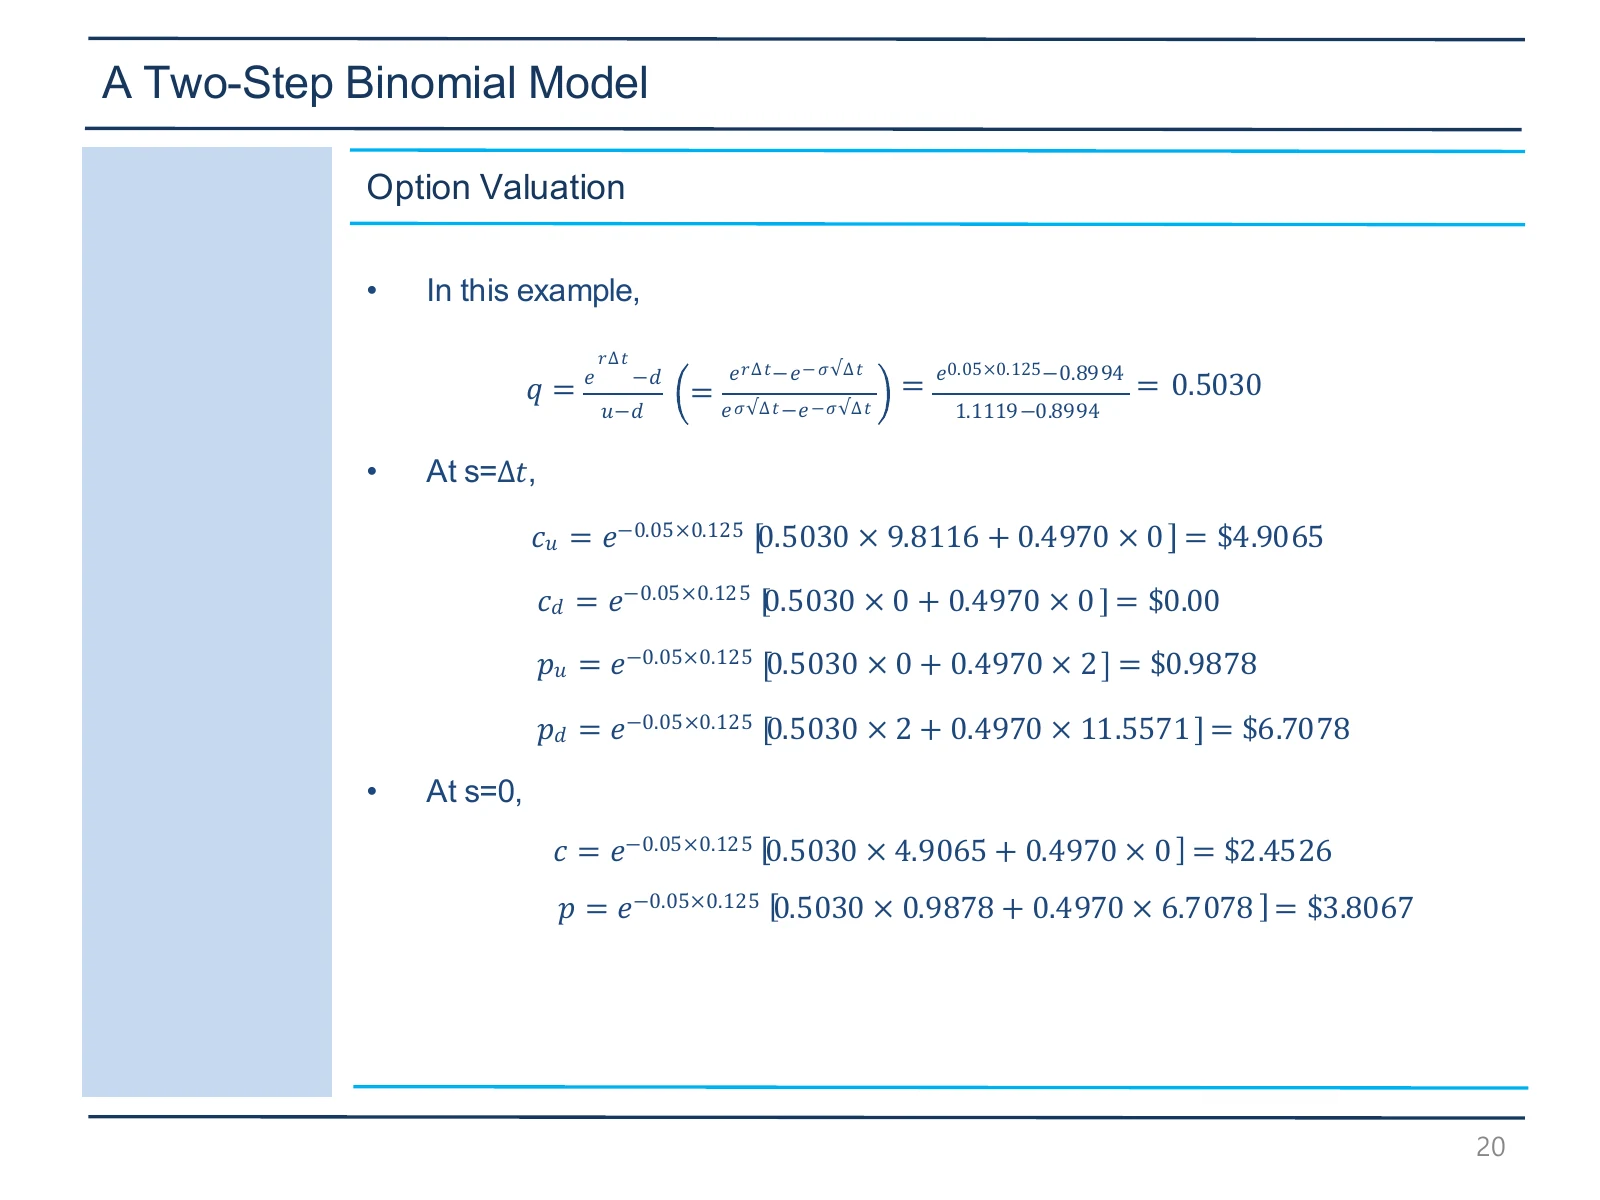 A Two-Step Binomial Model
Option Valuation
• In this example,
q = \frac{e^{rΔt}−d}{u−d} (= \frac{e^{rΔt}−e^{−σ√Δt}}{e^{σ√Δt}−e^{−σ√Δt}}) = \frac{e^{0.05×0.125}−0.8994}{1.1119−0.8994} = 0.5030
• At s=Δt,
c_u = e^{−0.05×0.125} [0.5030 × 9.8116 + 0.4970 × 0] = $4.9065
c_d = e^{−0.05×0.125} [0.5030 × 0 + 0.4970 × 0] = $0.00
p_u = e^{−0.05×0.125} [0.5030 × 0 + 0.4970 × 2] = $0.9878
p_d = e^{−0.05×0.125} [0.5030 × 2 + 0.4970 × 11.5571] = $6.7078
• At s=0,
c = e^{−0.05×0.125} [0.5030 × 4.9065 + 0.4970 × 0] = $2.4526
p = e^{−0.05×0.125} [0.5030 × 0.9878 + 0.4970 × 6.7078] = $3.8067
20